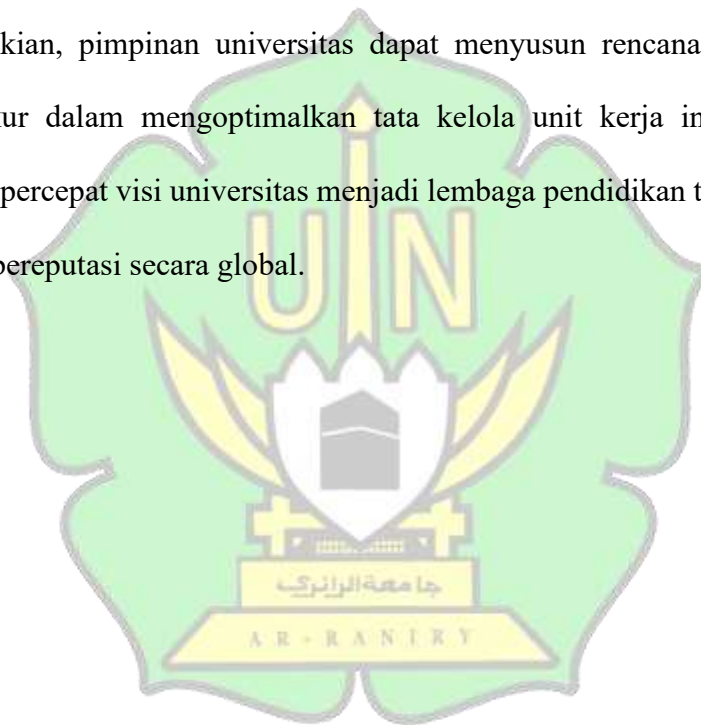 kian, pimpinan universitas dapat menyusun rencana
ur dalam mengoptimalkan tata kelola unit kerja in
percepat visi universitas menjadi lembaga pendidikan t
bereputasi secara global.
UIN
جامعة الرانري
AR-RANIRY